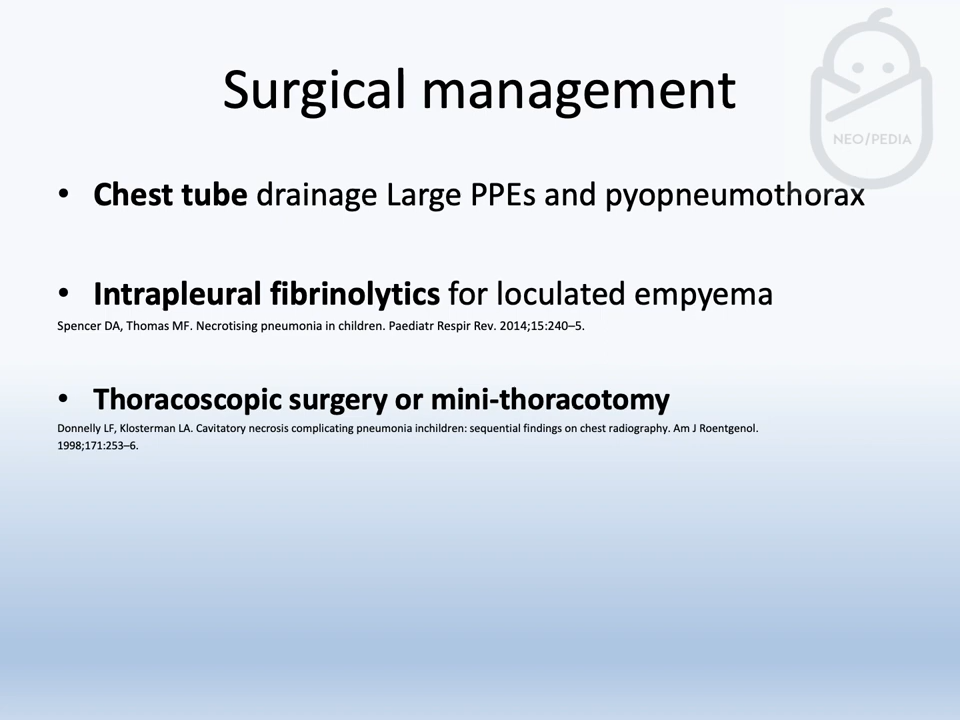 NEO/PEDIA
Surgical management
• Chest tube drainage Large PPEs and pyopneumothorax
• Intrapleural fibrinolytics for loculated empyema
Spencer DA, Thomas MF. Necrotising pneumonia in children. Paediatr Respir Rev. 2014;15:240–5.
• Thoracoscopic surgery or mini-thoracotomy
Donnelly LF, Klosterman LA. Cavitatory necrosis complicating pneumonia inchildren: sequential findings on chest radiography. Am J Roentgenol.
1998;171:253–6.